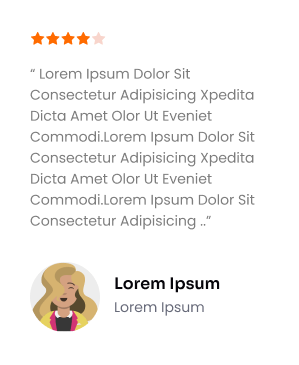 “ Lorem Ipsum Dolor Sit
Consectetur Adipisicing Xpedita
Dicta Amet Olor Ut Eveniet
Commodi.Lorem Ipsum Dolor Sit
Consectetur Adipisicing Xpedita
Dicta Amet Olor Ut Eveniet
Commodi.Lorem Ipsum Dolor Sit
Consectetur Adipisicing ..”
Lorem Ipsum
Lorem Ipsum